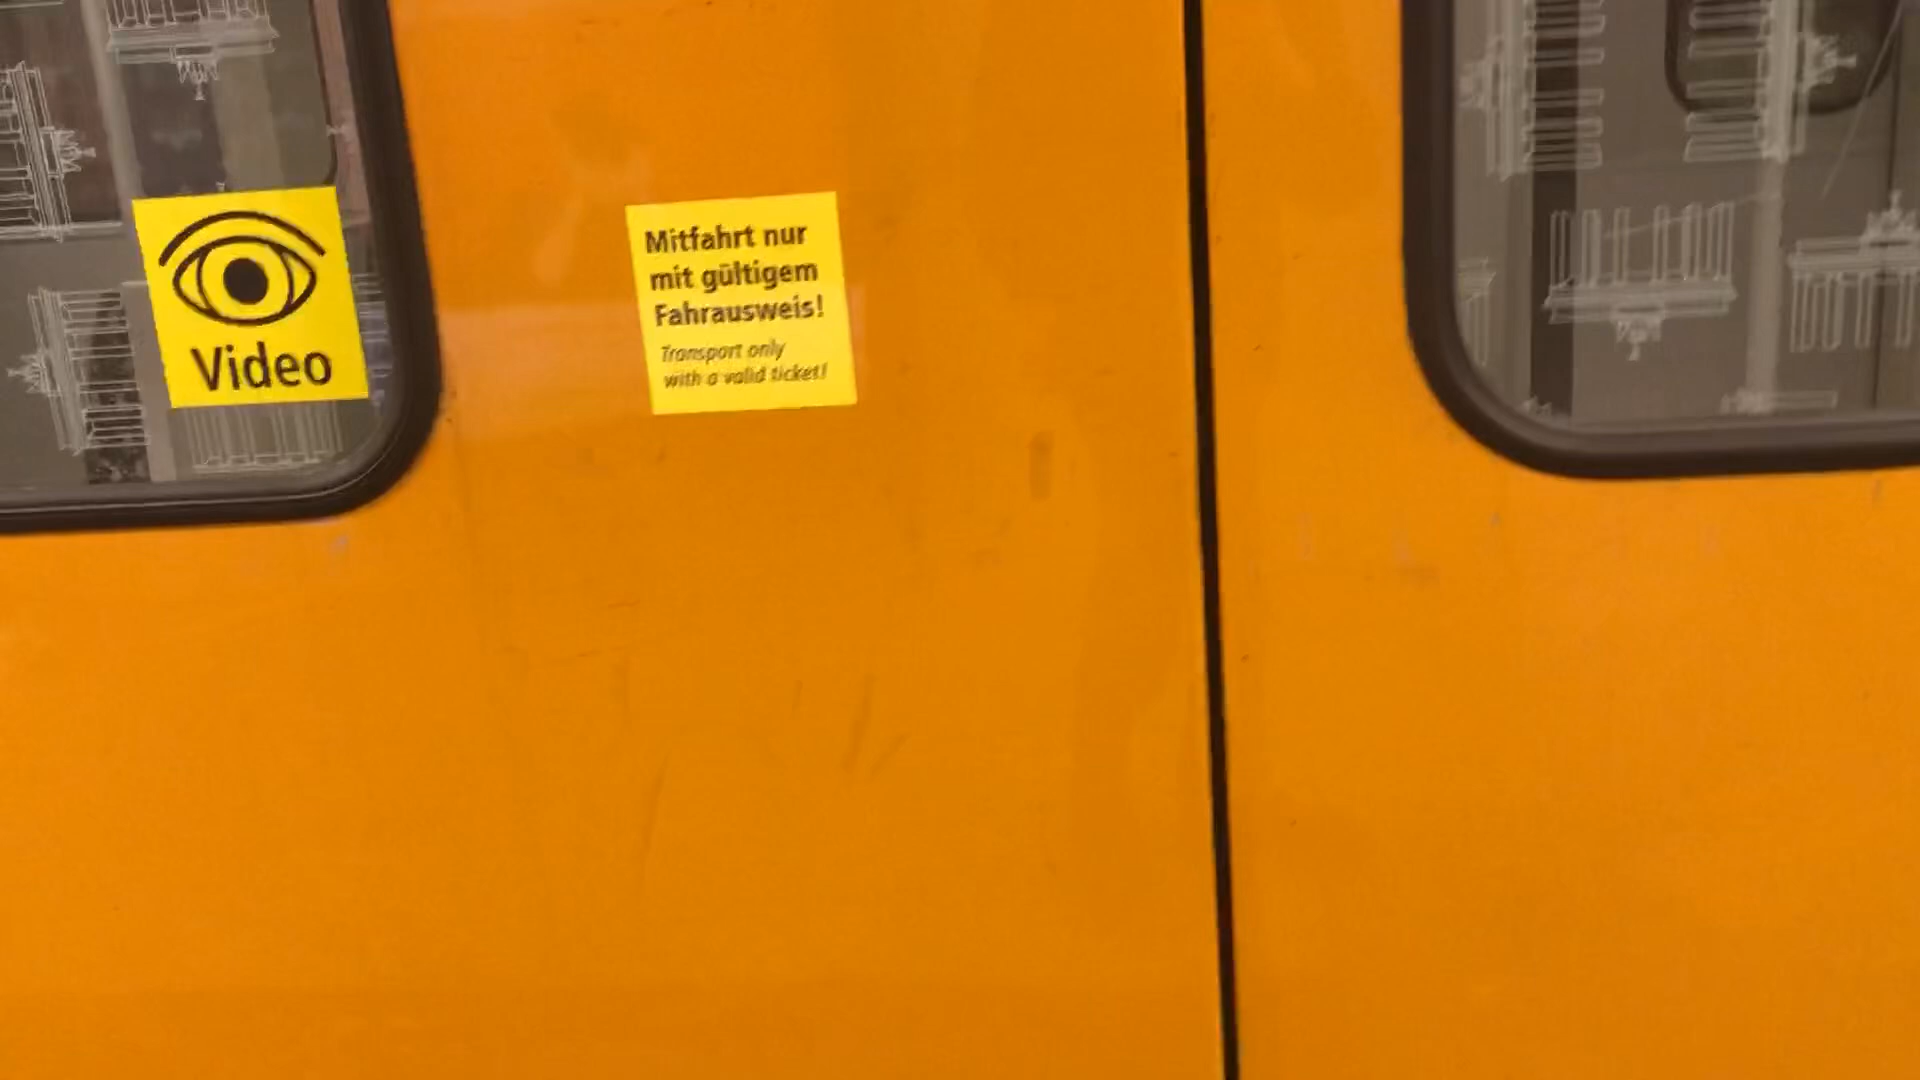 Video
Mitfahrt nur
mit gültigem
Fahrausweis!
Transport only
with a valid ticket!